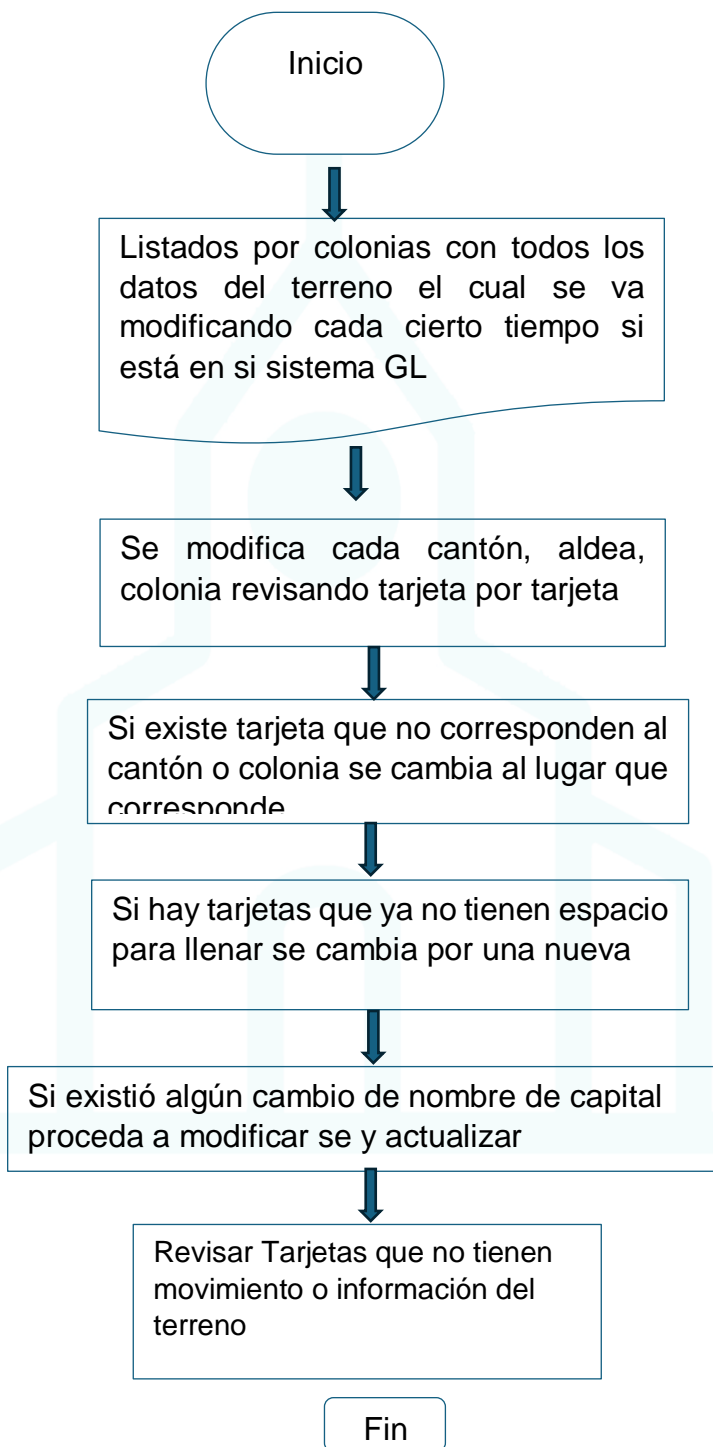 Inicio
Listados por colonias con todos los
datos del terreno el cual se va
modificando cada cierto tiempo si
está en si sistema GL
Se modifica cada cantón, aldea,
colonia revisando tarjeta por tarjeta
Si existe tarjeta que no corresponden al
cantón o colonia se cambia al lugar que
corresponde
Si hay tarjetas que ya no tienen espacio
para llenar se cambia por una nueva
Si existió algún cambio de nombre de capital
proceda a modificar se y actualizar
Revisar Tarjetas que no tienen
movimiento o información del
terreno
Fin